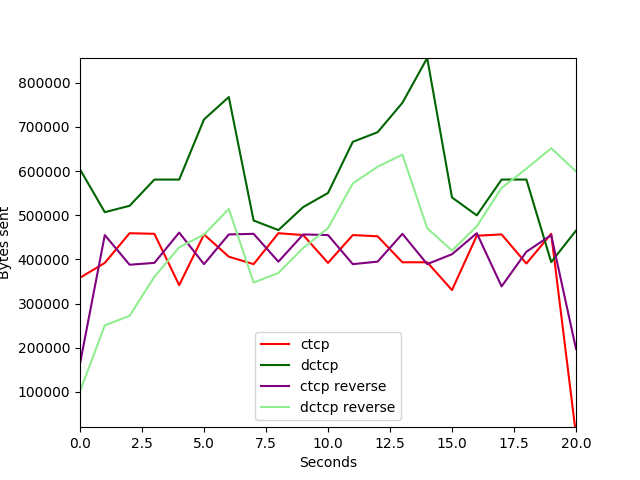 800000
700000
600000
500000
400000
300000
200000
100000
Bytes sent
ctcp
dctcp
ctcp reverse
dctcp reverse
0.0 2.5 5.0 7.5 10.0 12.5 15.0 17.5 20.0
Seconds